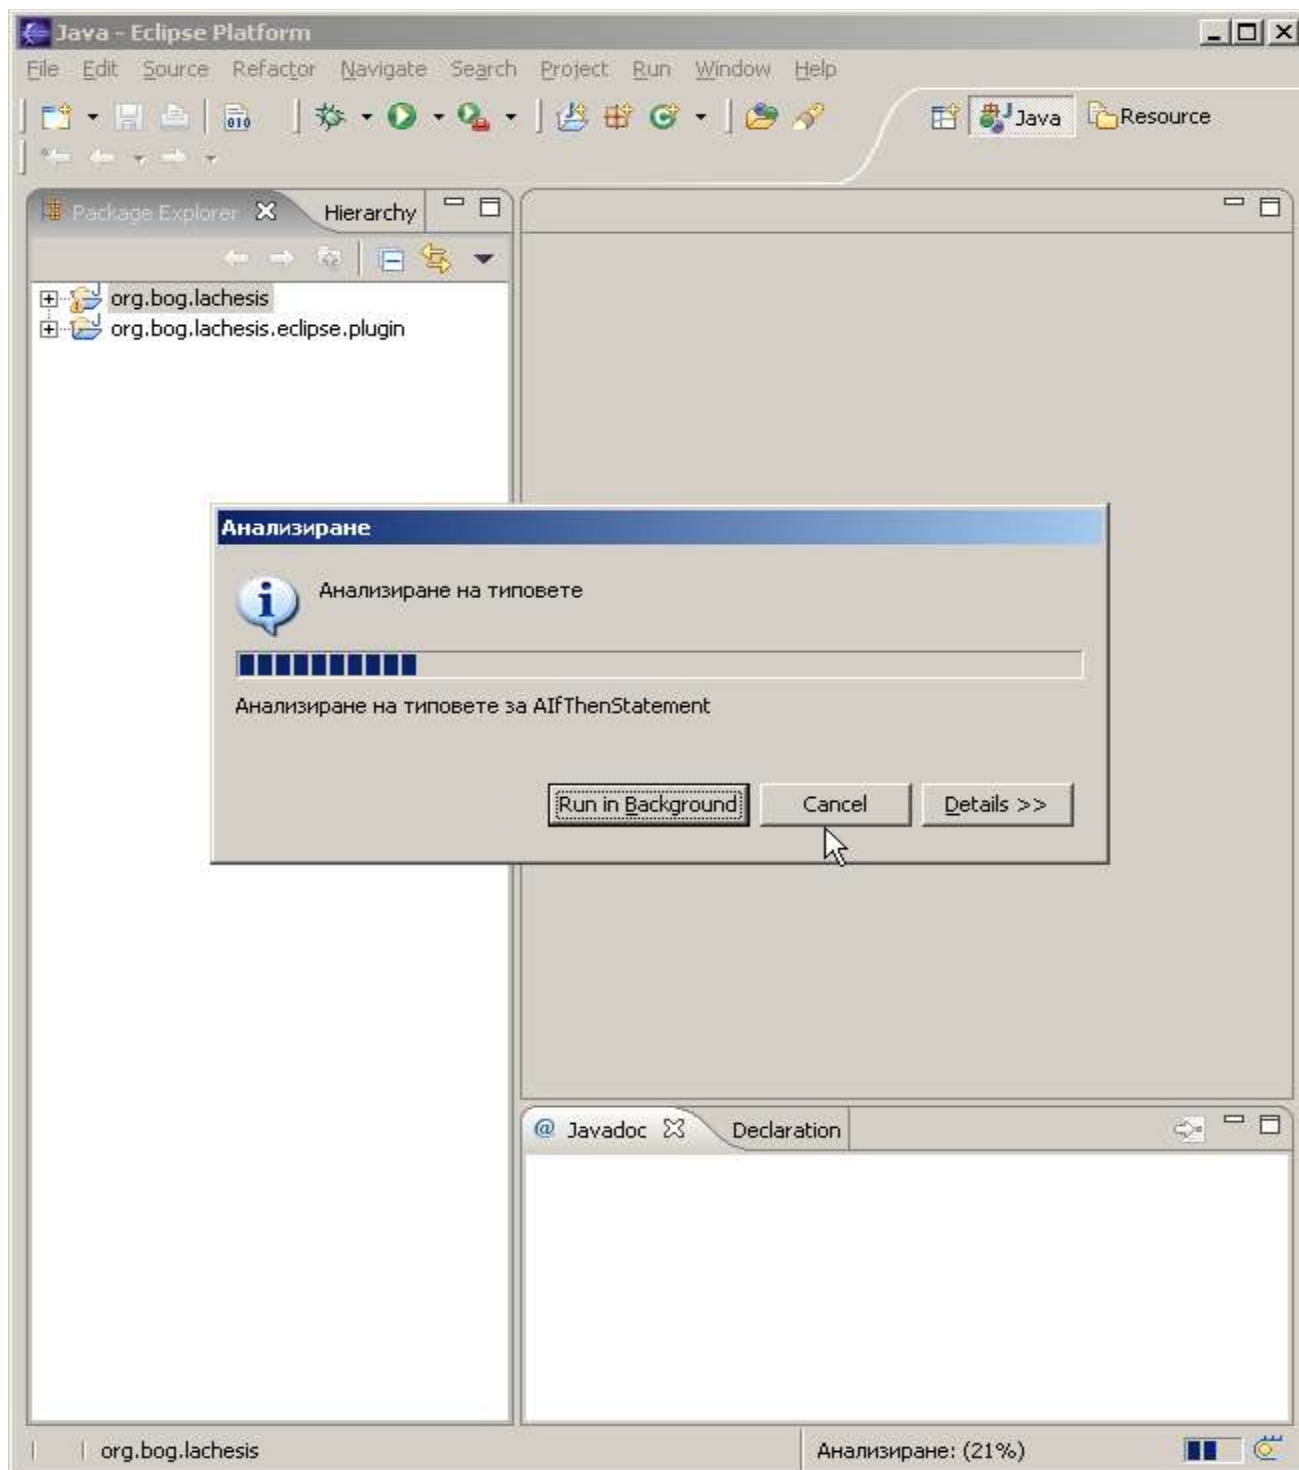 Java - Eclipse Platform
File Edit Source Refactor Navigate Search Project Run Window Help
010
Java
Resource
Package Explorer
Hierarchy
org.bog.lachesis
org.bog.lachesis.eclipse.plugin
Анализиране
Анализиране на типовете
Анализиране на типовете за AIfThenStatement
Run in Background
Cancel
Details >>
@ Javadoc
Declaration
org.bog.lachesis
Анализиране: (21%)